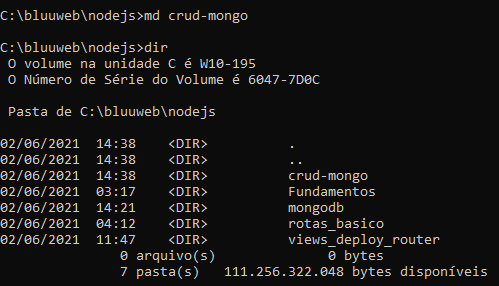 C:\bluuweb\nodejs>md crud-mongo
C:\bluuweb\nodejs>dir
O volume na unidade C é W10-195
O Número de Série do Volume é 6047-7D0C
Pasta de C:\bluuweb\nodejs
02/06/2021  14:38    <DIR>          .
02/06/2021  14:38    <DIR>          ..
02/06/2021  14:38    <DIR>          crud-mongo
02/06/2021  03:17    <DIR>          Fundamentos
02/06/2021  14:21    <DIR>          mongodb
02/06/2021  04:12    <DIR>          rotas_basico
02/06/2021  11:47    <DIR>          views_deploy_router
0 arquivo(s)              0 bytes
7 pasta(s)   111.256.322.048 bytes disponíveis